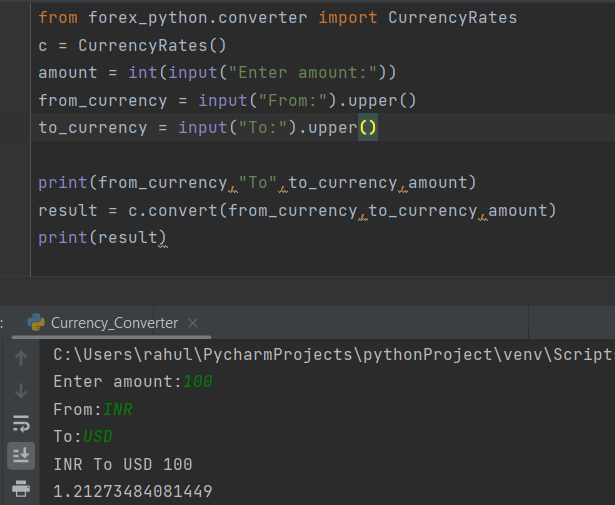 from forex_python.converter import CurrencyRates
c = CurrencyRates()
amount = int(input("Enter amount:"))
from_currency = input("From:").upper()
to_currency = input("To:").upper()
print(from_currency,"To",to_currency,amount)
result = c.convert(from_currency,to_currency,amount)
print(result)
: Currency_Converter ×
C:\Users\rahul\PycharmProjects\pythonProject\venv\Script
Enter amount:100
From:INR
To:USD
INR To USD 100
1.21273484081449